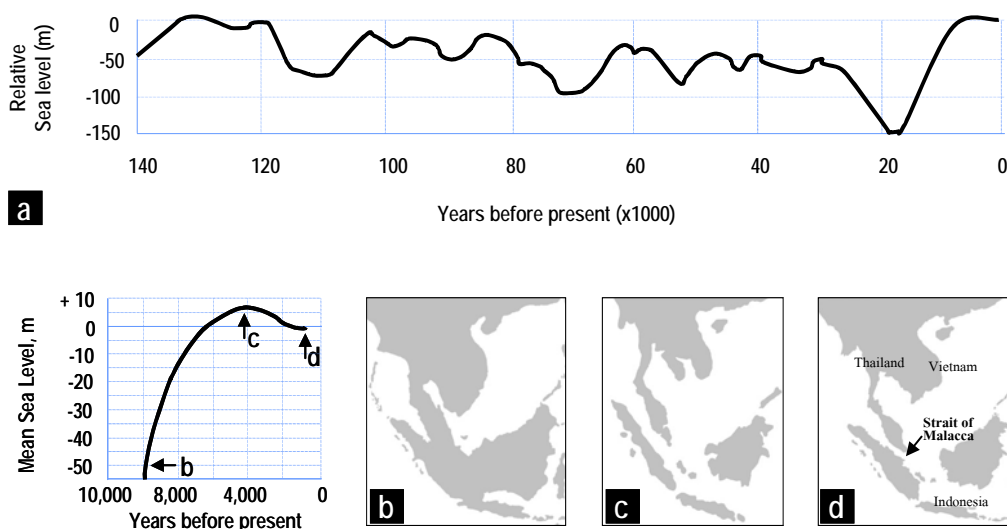 Relative
Sea level (m)
0
-50
-100
-150
140 120 100 80 60 40 20 0
Years before present (x1000)
a
Mean Sea Level, m
+ 10
0
-10
-20
-30
-40
-50
b
c
d
10,000 8,000 4,000 0
Years before present
b
c
Thailand
Vietnam
Strait of
Malacca
Indonesia
d